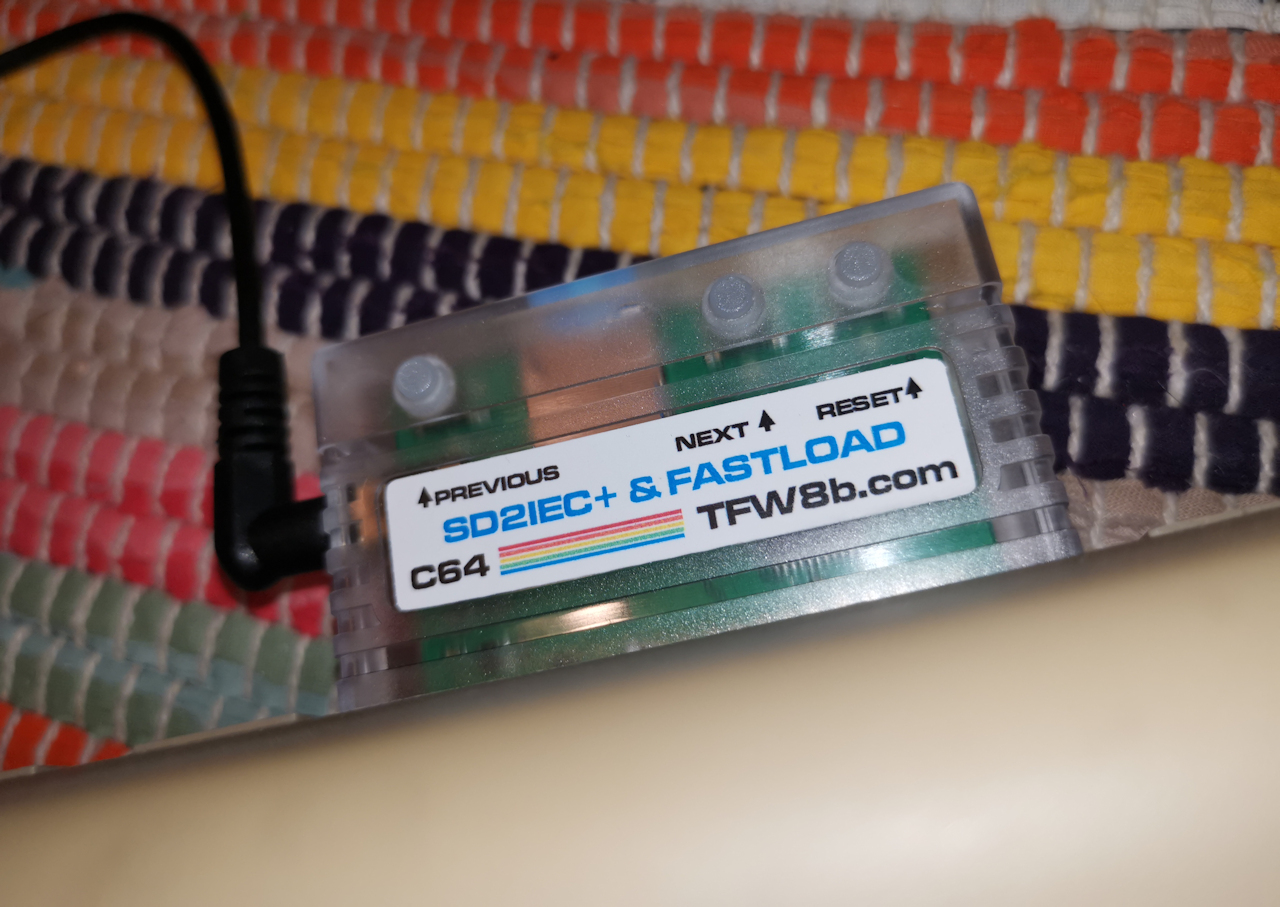 PREVIOUS NEXT RESET
SD2IEC+ & FASTLOAD
C64 TFW8b.com